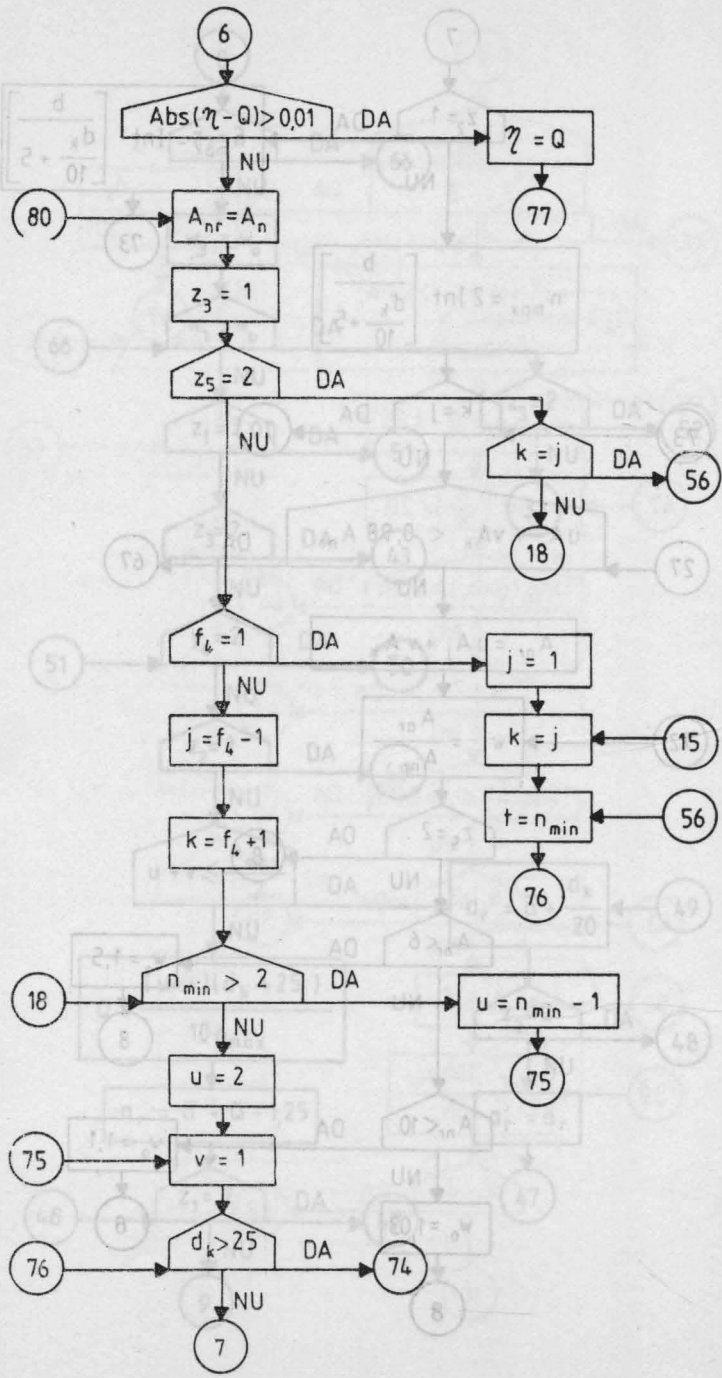 6
Abs(η-Q)>0,01
DA
η = Q
NU
77
80
A_nr = A_n
z_3 = 1
z_5 = 2
DA
NU
k = j
DA
56
NU
18
f_4 = 1
DA
j = 1
NU
j = f_4 - 1
k = j
15
k = f_4 + 1
t = n_min
56
76
18
n_min > 2
DA
u = n_min - 1
NU
75
u = 2
75
v = 1
d_k > 25
DA
76
74
NU
7